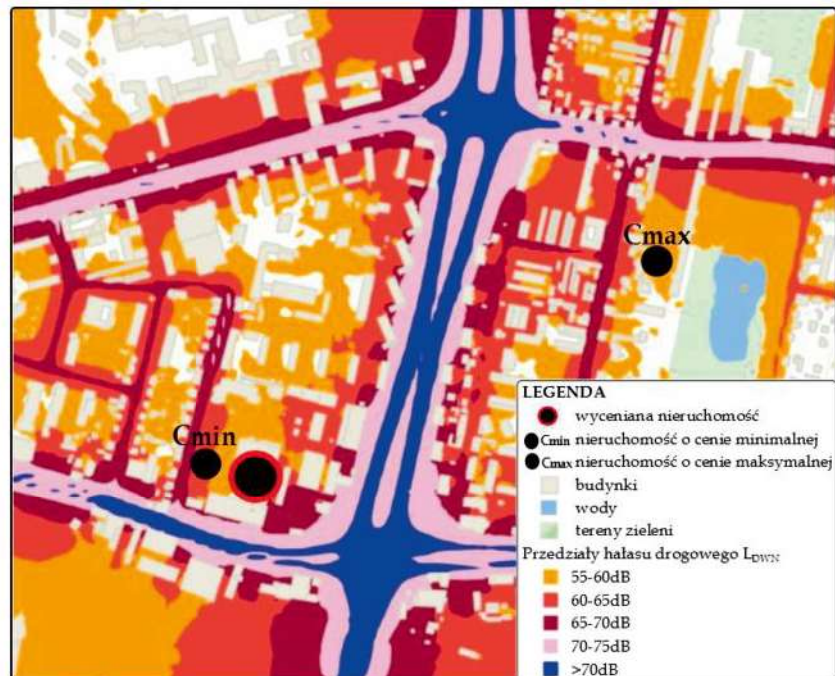 Cmax
Cmin
LEGENDA
wyceniana nieruchomość
Cmin nieruchomość o cenie minimalnej
Cmax nieruchomość o cenie maksymalnej
budynki
wody
tereny zieleni
Przedziały hałasu drogowego LDWN
55-60dB
60-65dB
65-70dB
70-75dB
>70dB